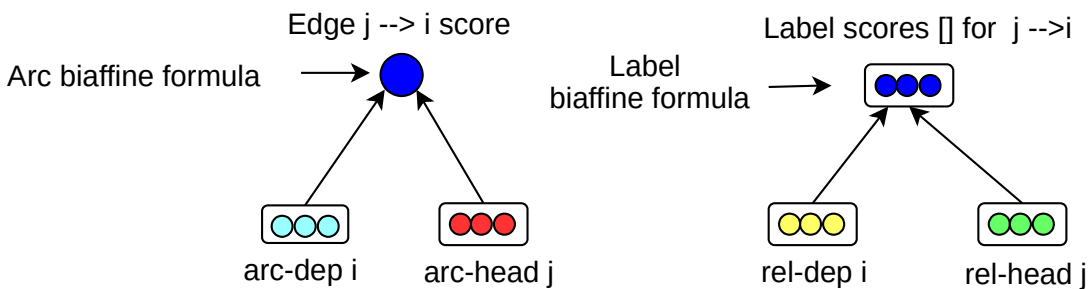 Edge j --> i score
Arc biaffine formula
arc-dep i
arc-head j
Label scores [] for j -->i
Label
biaffine formula
rel-dep i
rel-head j